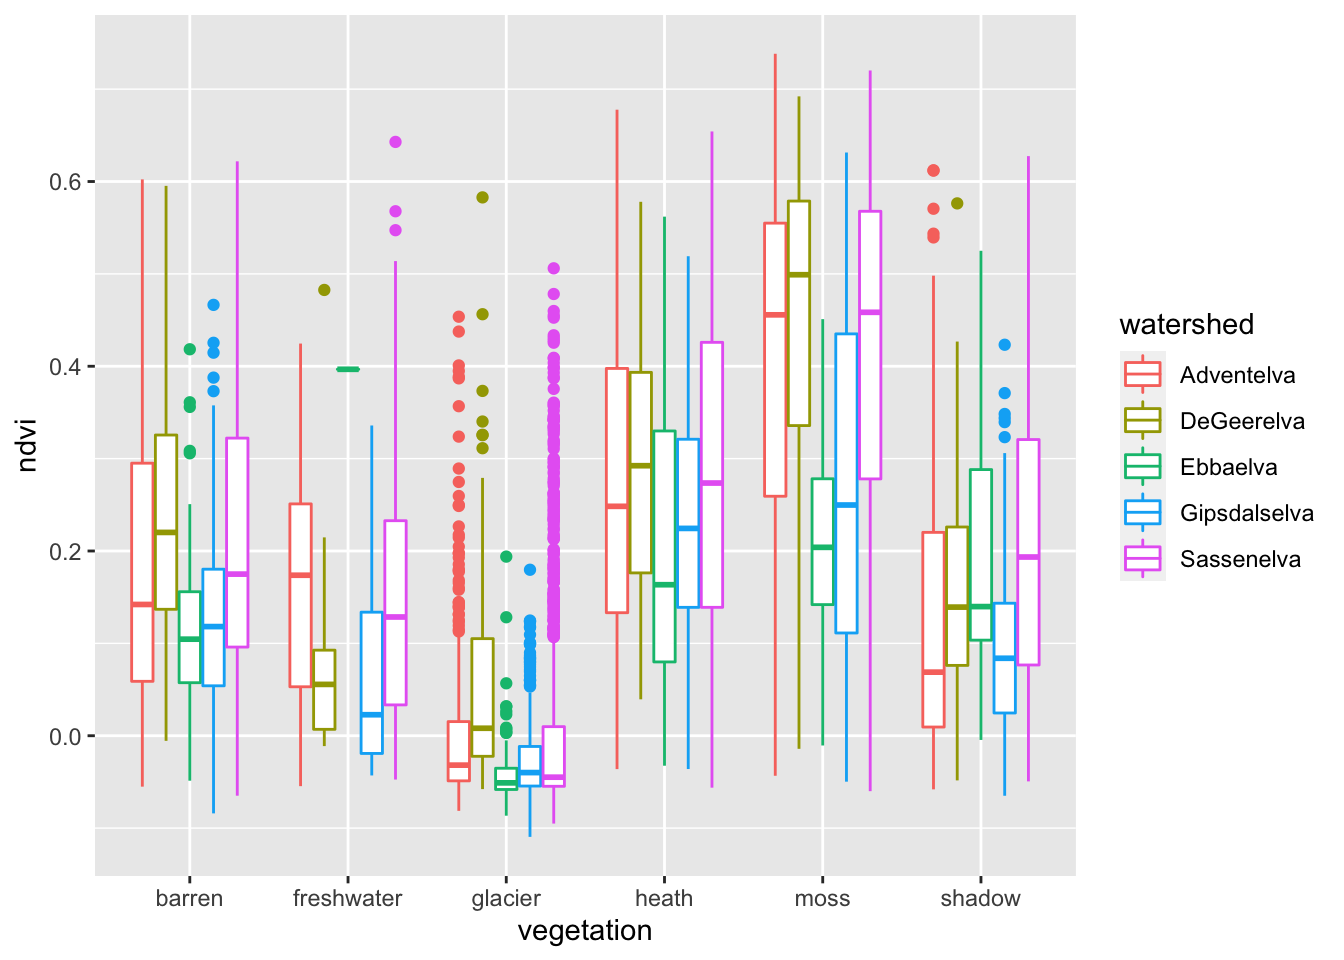 ndvi
0.6
0.4
0.2
0.0
barren freshwater glacier heath moss shadow
vegetation
watershed
Adventelva
DeGeerelva
Ebbaelva
Gipsdalselva
Sassenelva